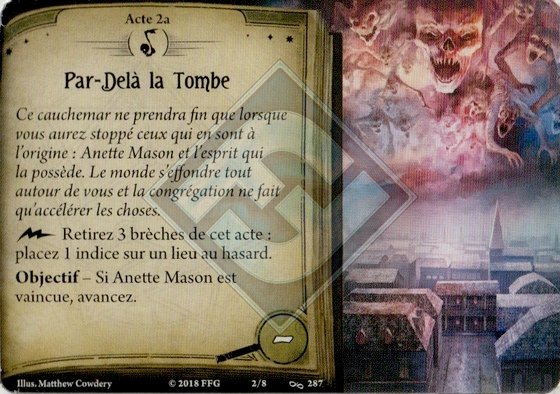 Acte 2a
Par-Delà la Tombe
Ce cauchemar ne prendra fin que lorsque
vous aurez stoppé ceux qui en sont à
l'origine : Anette Mason et l'esprit qui
la possède. Le monde s'effondre tout
autour de vous et la congrégation ne fait
qu'accélérer les choses.
Retirez 3 brèches de cet acte :
placez 1 indice sur un lieu au hasard.
Objectif – Si Anette Mason est
vaincue, avancez.
–
Illus. Matthew Cowdery © 2018 FFG 2/8 287